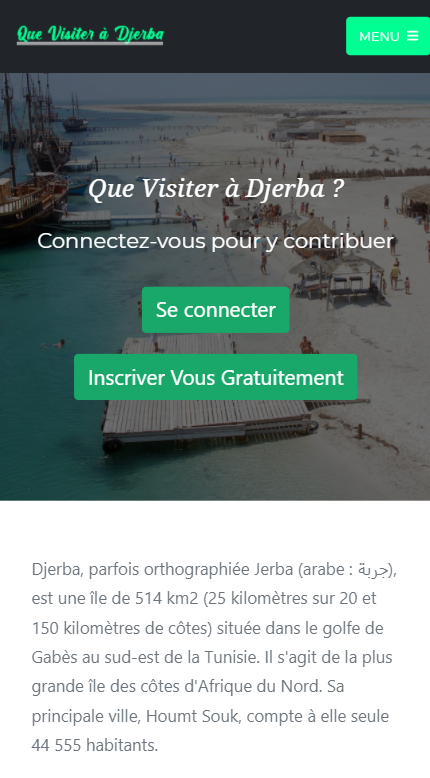 Que Visiter à Djerba
MENU
Que Visiter à Djerba ?
Connectez-vous pour y contribuer
Se connecter
Inscriver Vous Gratuitement
Djerba, parfois orthographiée Jerba (arabe : جربة),
est une île de 514 km2 (25 kilomètres sur 20 et
150 kilomètres de côtes) située dans le golfe de
Gabès au sud-est de la Tunisie. Il s'agit de la plus
grande île des côtes d'Afrique du Nord. Sa
principale ville, Houmt Souk, compte à elle seule
44 555 habitants.